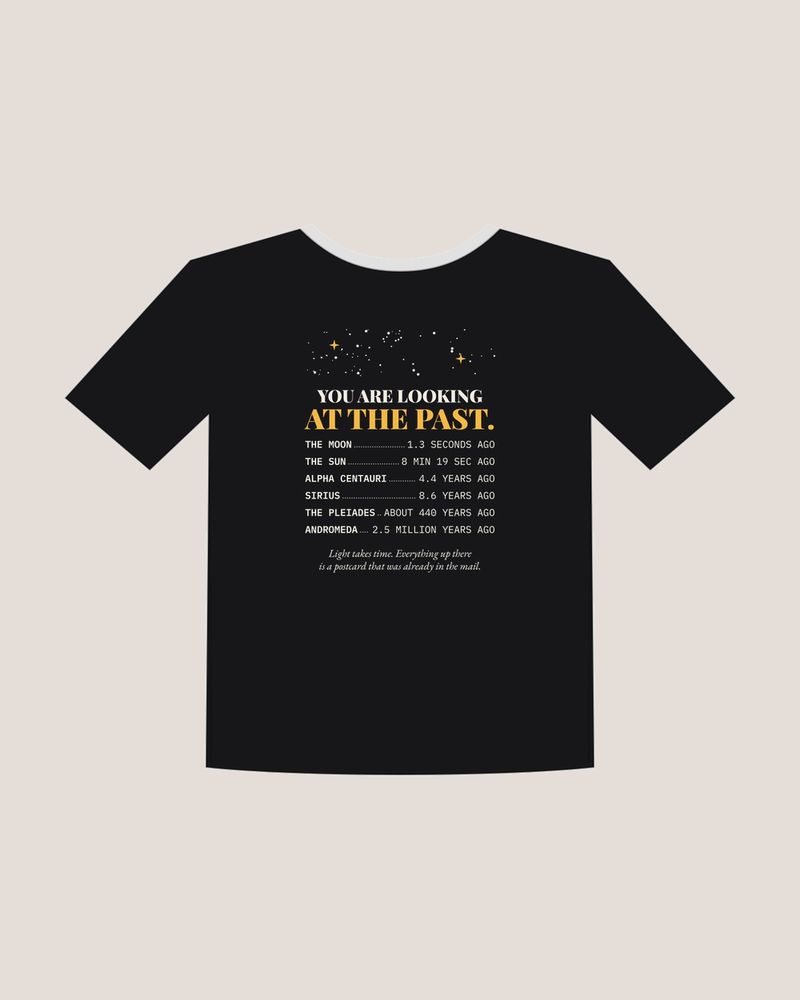 YOU ARE LOOKING
AT THE PAST.
THE MOON ........................ 1.3 SECONDS AGO
THE SUN ........................ 8 MIN 19 SEC AGO
ALPHA CENTAURI ............ 4.4 YEARS AGO
SIRIUS .................................. 8.6 YEARS AGO
THE PLEIADES .. ABOUT 440 YEARS AGO
ANDROMEDA .... 2.5 MILLION YEARS AGO
Light takes time. Everything up there
is a postcard that was already in the mail.